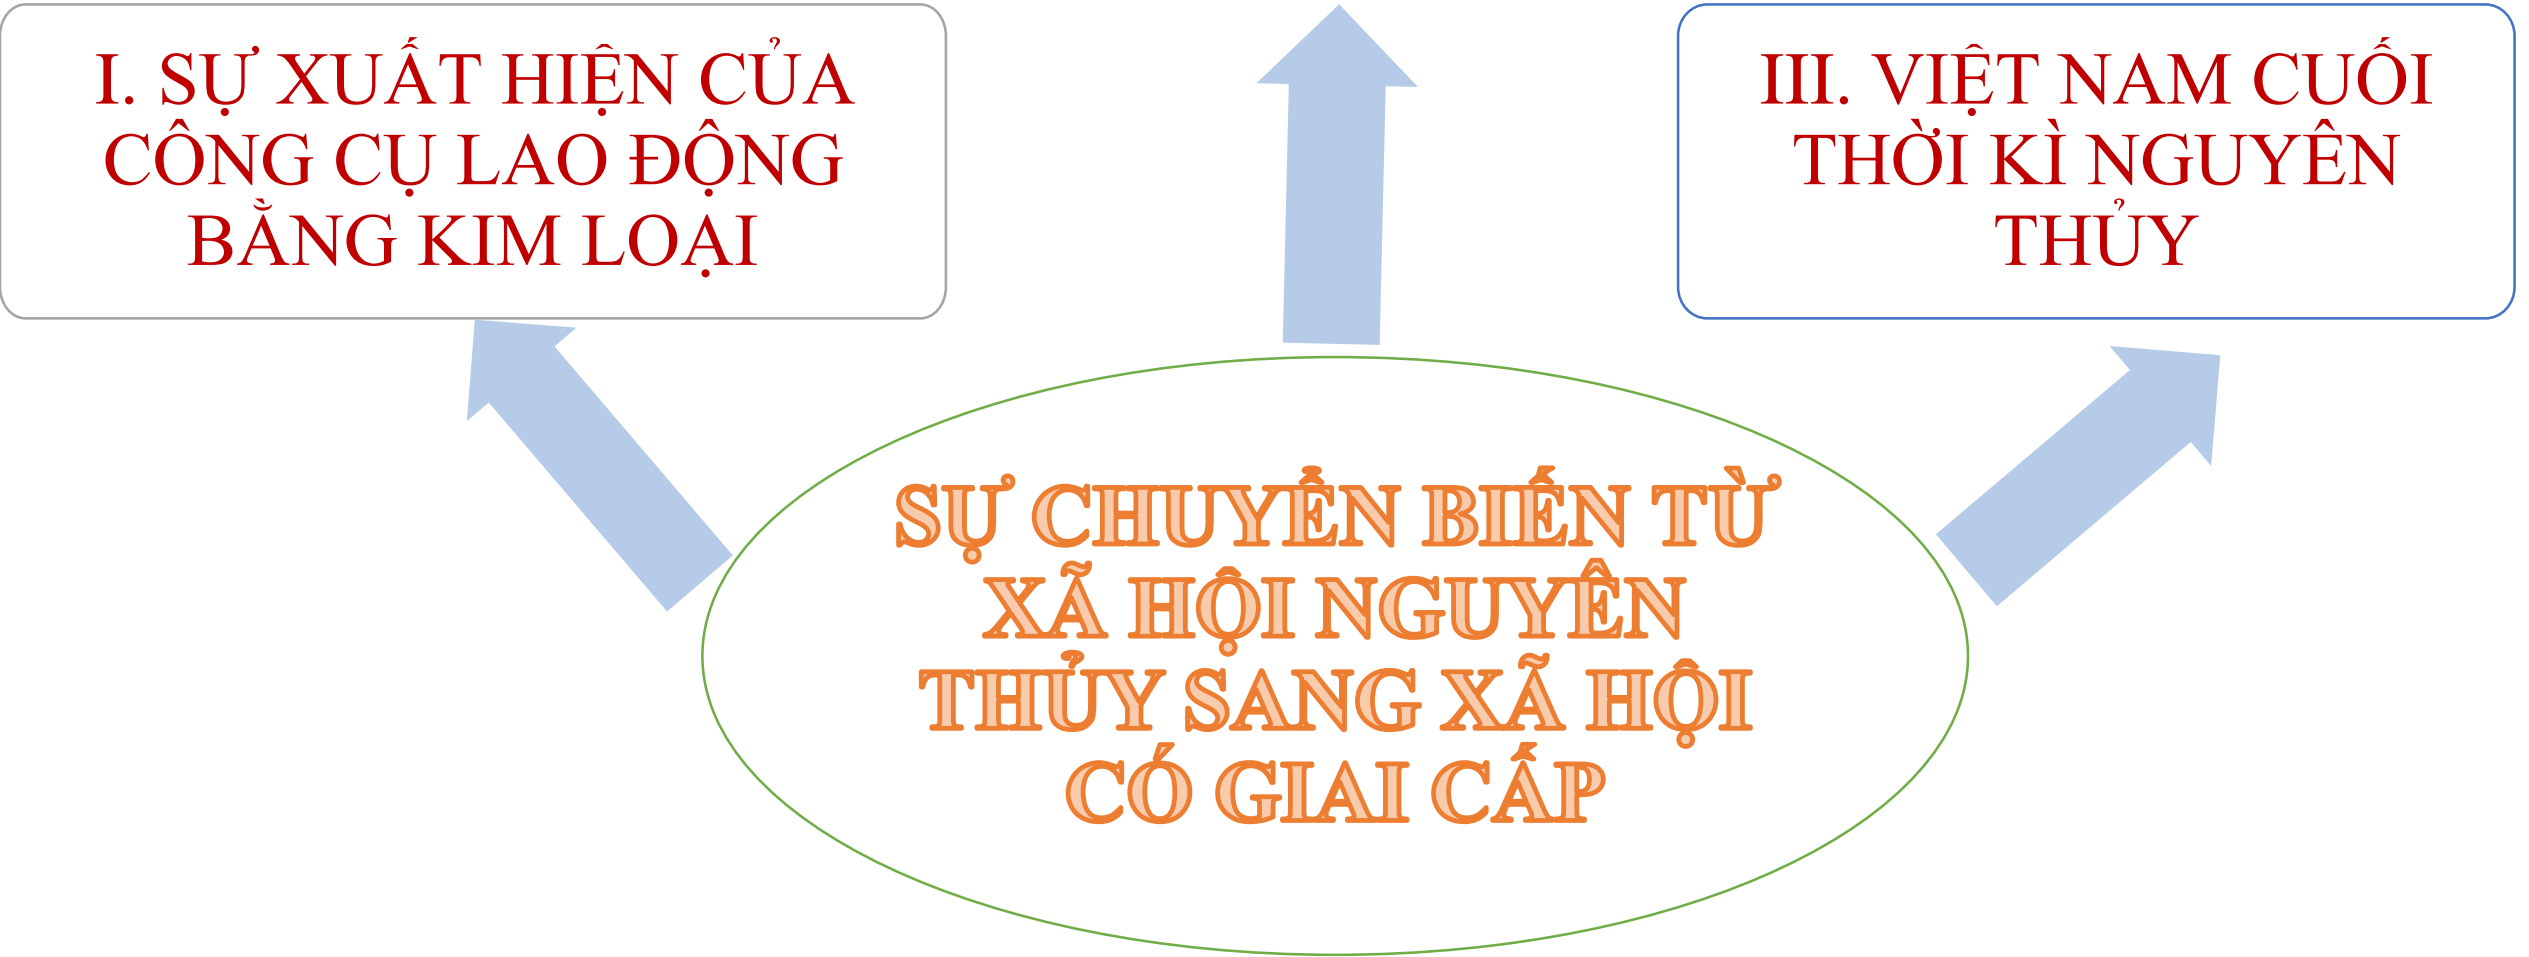 I. SỰ XUẤT HIỆN CỦA
CÔNG CỤ LAO ĐỘNG
BẰNG KIM LOẠI
III. VIỆT NAM CUỐI
THỜI KÌ NGUYÊN
THỦY
SỰ CHUYÊN BIẾN TỪ
XÃ HỘI NGUYÊN
THỦY SANG XÃ HỘI
CÓ GIAI CẤP